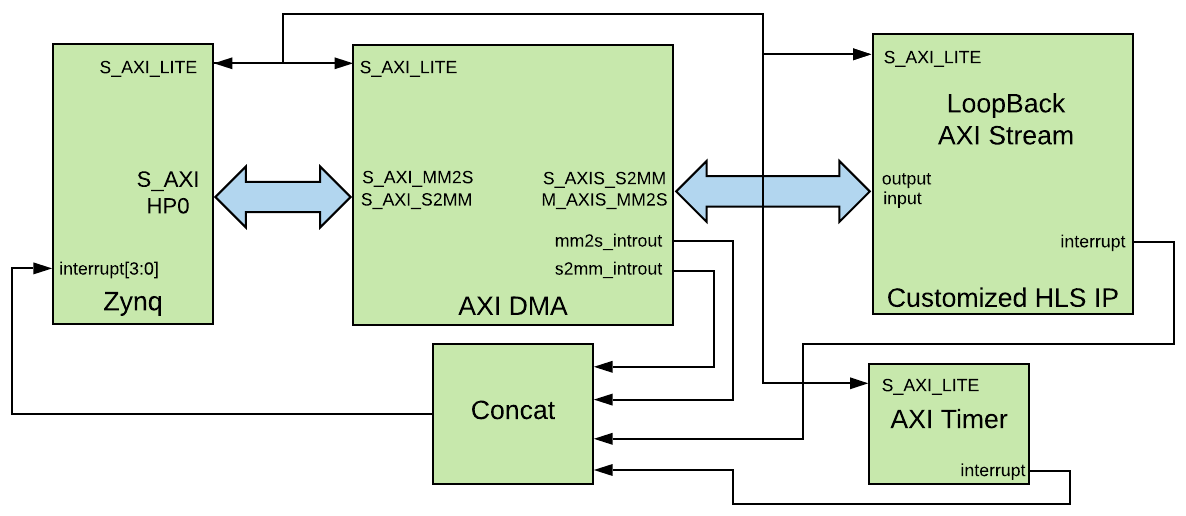 S_AXI_LITE
S_AXI
HP0
interrupt[3:0]
Zynq
S_AXI_LITE
S_AXI_MM2S
S_AXI_S2MM
S_AXIS_S2MM
M_AXIS_MM2S
mm2s_introut
s2mm_introut
AXI DMA
S_AXI_LITE
LoopBack
AXI Stream
output
input
interrupt
Customized HLS IP
Concat
S_AXI_LITE
AXI Timer
interrupt